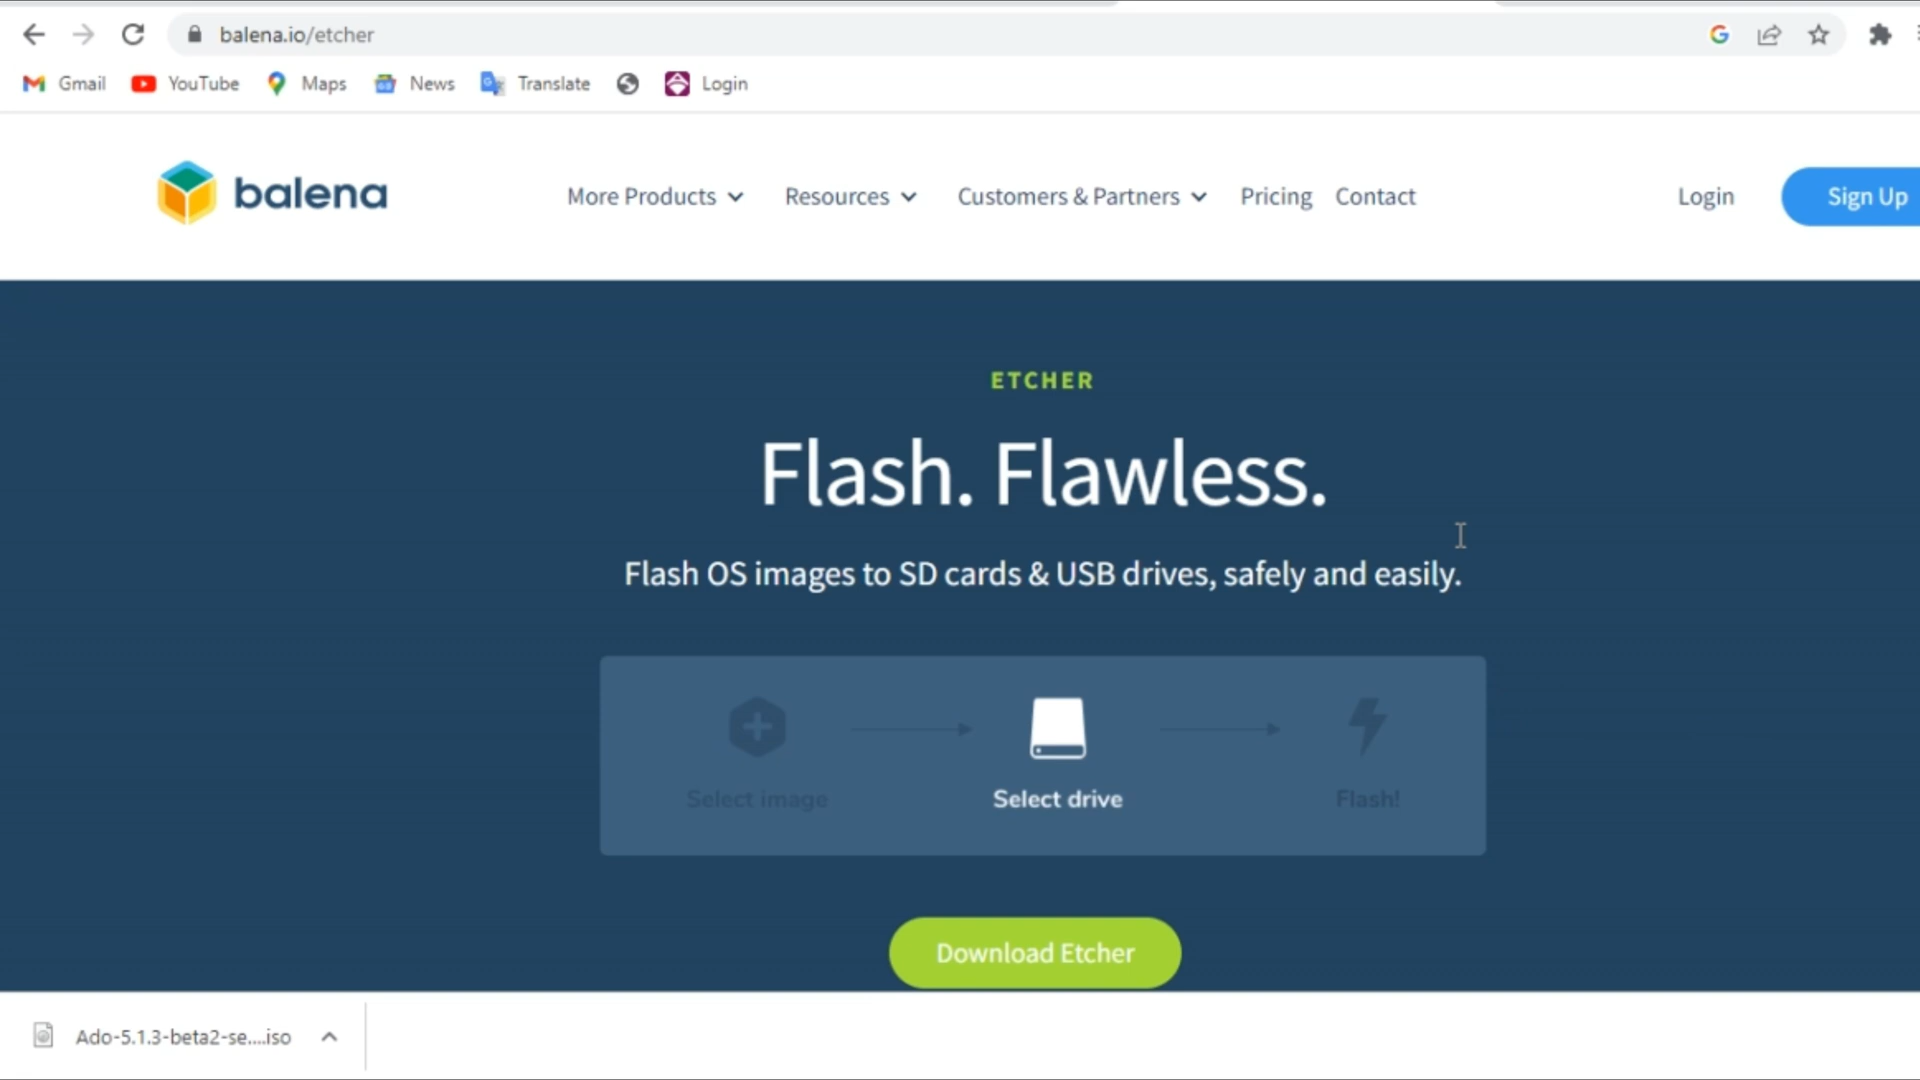 balena.io/etcher
Gmail YouTube Maps News Translate Login
balena More Products Resources Customers & Partners Pricing Contact Login Sign Up
ETCHER
Flash. Flawless.
Flash OS images to SD cards & USB drives, safely and easily.
Select image Select drive Flash!
Download Etcher
Ado-5.1.3-beta2-se....iso